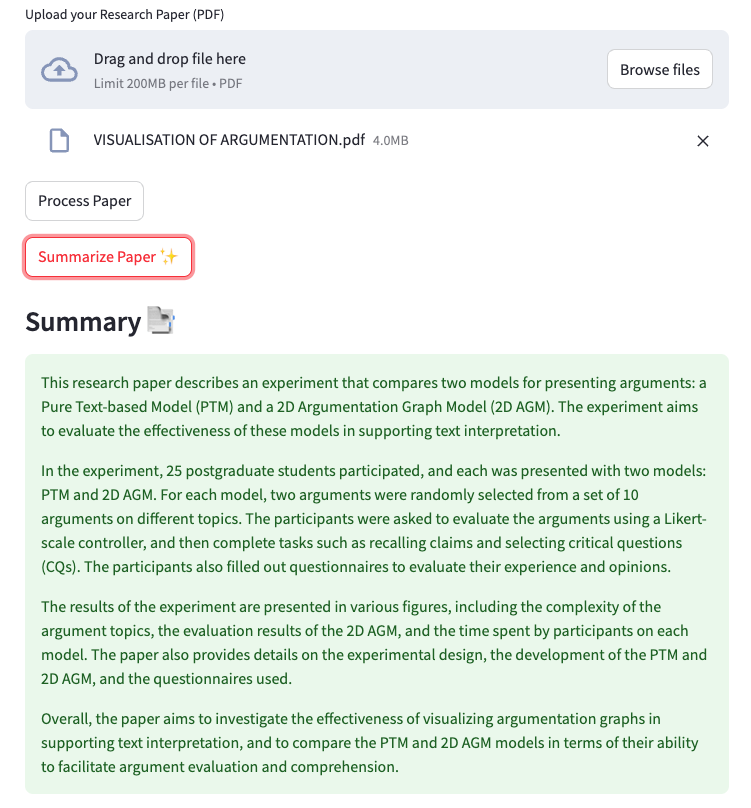 Upload your Research Paper (PDF)
Drag and drop file here
Limit 200MB per file • PDF
Browse files
VISUALISATION OF ARGUMENTATION.pdf 4.0MB
Process Paper
Summarize Paper ✨
Summary 📑
This research paper describes an experiment that compares two models for presenting arguments: a
Pure Text-based Model (PTM) and a 2D Argumentation Graph Model (2D AGM). The experiment aims
to evaluate the effectiveness of these models in supporting text interpretation.
In the experiment, 25 postgraduate students participated, and each was presented with two models:
PTM and 2D AGM. For each model, two arguments were randomly selected from a set of 10
arguments on different topics. The participants were asked to evaluate the arguments using a Likert-
scale controller, and then complete tasks such as recalling claims and selecting critical questions
(CQs). The participants also filled out questionnaires to evaluate their experience and opinions.
The results of the experiment are presented in various figures, including the complexity of the
argument topics, the evaluation results of the 2D AGM, and the time spent by participants on each
model. The paper also provides details on the experimental design, the development of the PTM and
2D AGM, and the questionnaires used.
Overall, the paper aims to investigate the effectiveness of visualizing argumentation graphs in
supporting text interpretation, and to compare the PTM and 2D AGM models in terms of their ability
to facilitate argument evaluation and comprehension.